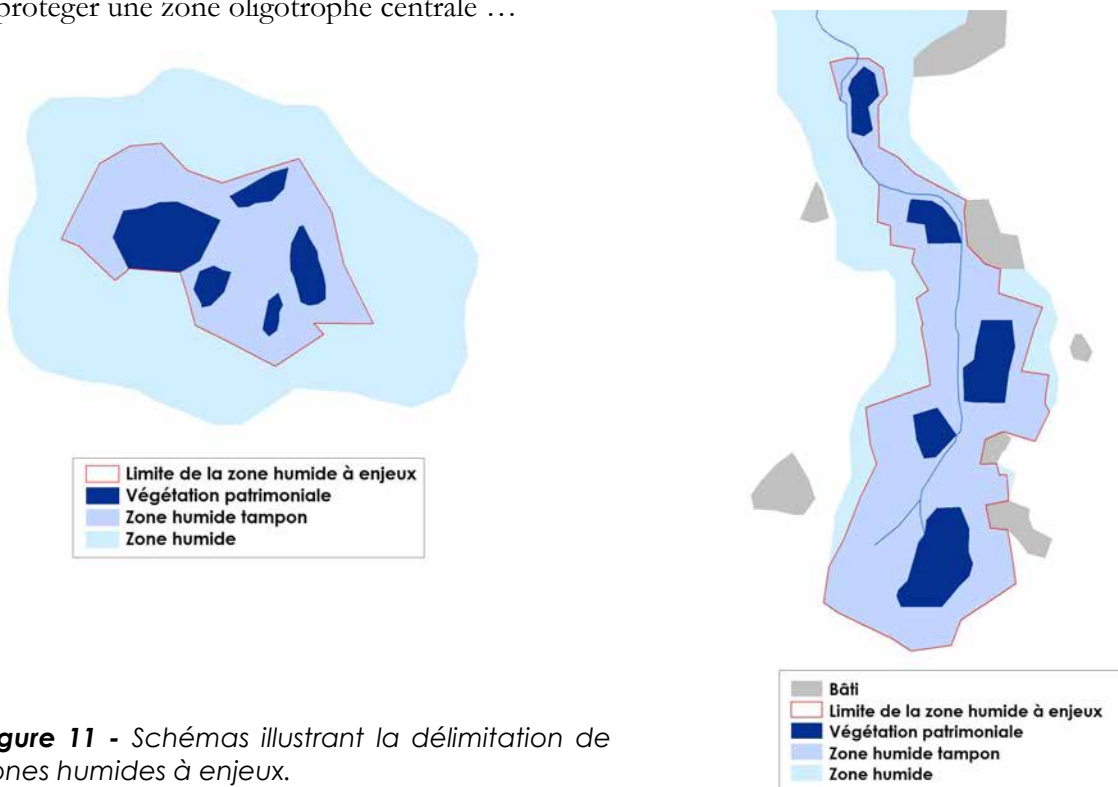 proteger une zone oligotrophe centrale …
Limite de la zone humide à enjeux
Végétation patrimoniale
Zone humide tampon
Zone humide
Bâti
Limite de la zone humide à enjeux
Végétation patrimoniale
Zone humide tampon
Zone humide
gure 11 - Schémas illustrant la délimitation de
ones humides à enjeux.